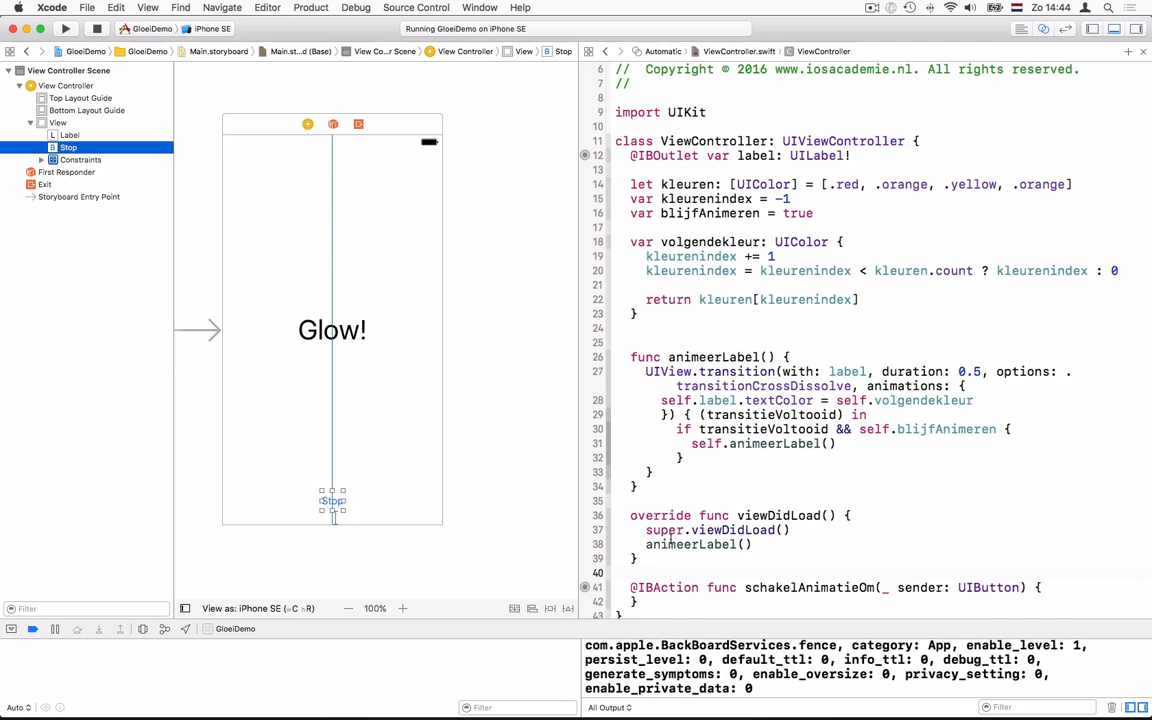 Xcode File Edit View Find Navigate Editor Product Debug Source Control Window Help Zo 14:44
GloeiDemo iPhone SE Running GloeiDemo on iPhone SE
GloeiDemo GloeiDemo Main.storyboard Main.st...d (Base) View Co...r Scene View Controller View B Stop Automatic ViewController.swift ViewController
View Controller Scene
View Controller
Top Layout Guide
Bottom Layout Guide
View
L Label
B Stop
Constraints
First Responder
Exit
Storyboard Entry Point
Glow!
Stop
6 // Copyright © 2016 www.iosacademie.nl. All rights reserved.
7 //
8
9 import UIKit
10
11 class ViewController: UIViewController {
12 @IBOutlet var label: UILabel!
13
14 let kleuren: [UIColor] = [.red, .orange, .yellow, .orange]
15 var kleurenindex = -1
16 var blijfAnimeren = true
17
18 var volgendekleur: UIColor {
19 kleurenindex += 1
20 kleurenindex = kleurenindex < kleuren.count ? kleurenindex : 0
21
22 return kleuren[kleurenindex]
23 }
24
25
26 func animeerLabel() {
27 UIView.transition(with: label, duration: 0.5, options: .
transitionCrossDissolve, animations: {
28 self.label.textColor = self.volgendekleur
29 }) { (transitieVoltooid) in
30 if transitieVoltooid && self.blijfAnimeren {
31 self.animeerLabel()
32 }
33 }
34 }
35
36 override func viewDidLoad() {
37 super.viewDidLoad()
38 animeerLabel()
39 }
40
41 @IBAction func schakelAnimatieOm(_ sender: UIButton) {
42 }
43 }
Filter View as: iPhone SE (wC hR) — 100% +
GloeiDemo
com.apple.BackBoardServices.fence, category: App, enable_level: 1,
persist_level: 0, default_ttl: 0, info_ttl: 0, debug_ttl: 0,
generate_symptoms: 0, enable_oversize: 0, privacy_setting: 0,
enable_private_data: 0
Auto Filter All Output Filter